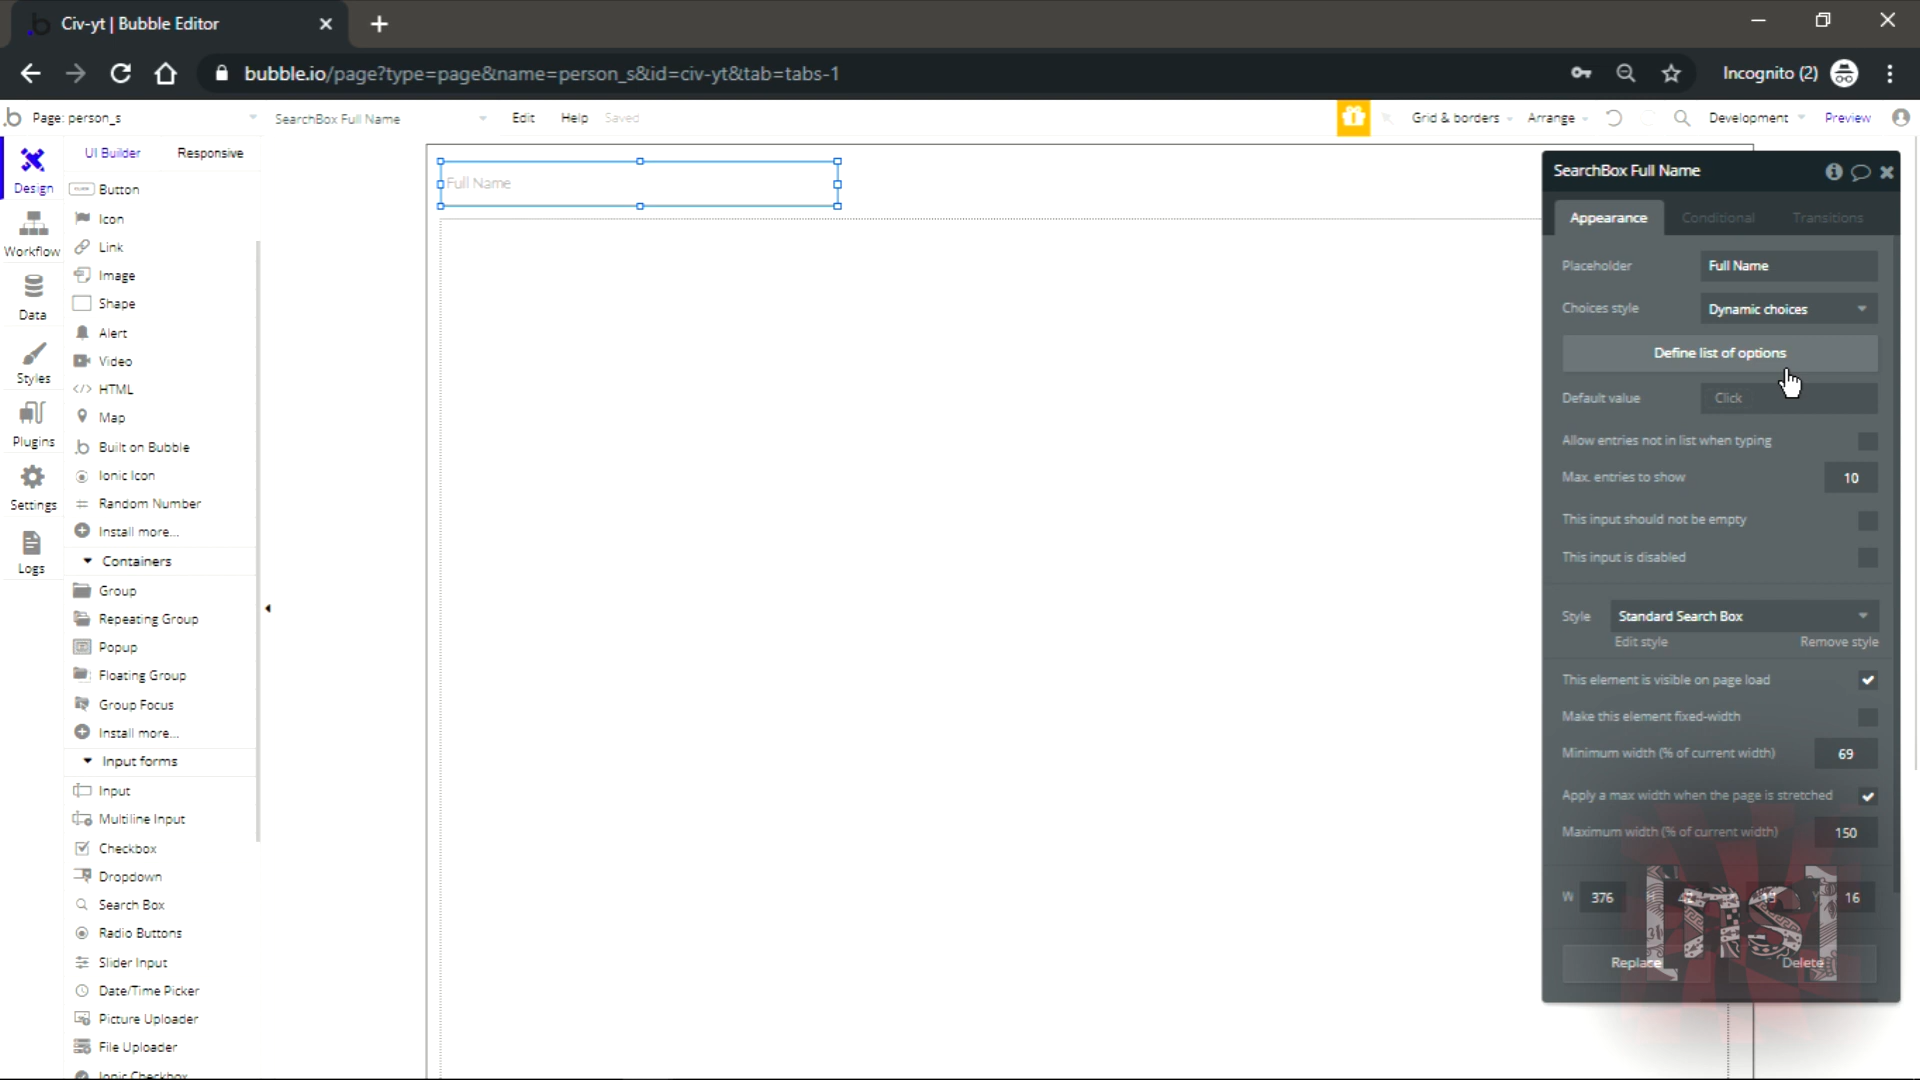 Civ-yt | Bubble Editor
bubble.io/page?type=page&name=person_s&id=civ-yt&tab=tabs-1
Incognito (2)
Page: person_s
SearchBox Full Name
Edit
Help
Saved
Grid & borders
Arrange
Development
Preview
UI Builder
Responsive
Design
Workflow
Data
Styles
Plugins
Settings
Logs
Button
Icon
Link
Image
Shape
Alert
Video
HTML
Map
Built on Bubble
Ionic Icon
Random Number
Install more...
Containers
Group
Repeating Group
Popup
Floating Group
Group Focus
Install more...
Input forms
Input
Multiline Input
Checkbox
Dropdown
Search Box
Radio Buttons
Slider Input
Date/Time Picker
Picture Uploader
File Uploader
Ionic Checkbox
Full Name
SearchBox Full Name
Appearance
Conditional
Transitions
Placeholder
Full Name
Choices style
Dynamic choices
Define list of options
Default value
Click
Allow entries not in list when typing
Max. entries to show
10
This input should not be empty
This input is disabled
Style
Standard Search Box
Edit style
Remove style
This element is visible on page load
Make this element fixed-width
Minimum width (% of current width)
69
Apply a max width when the page is stretched
Maximum width (% of current width)
150
W
376
16
[ns]
Replace
Delete